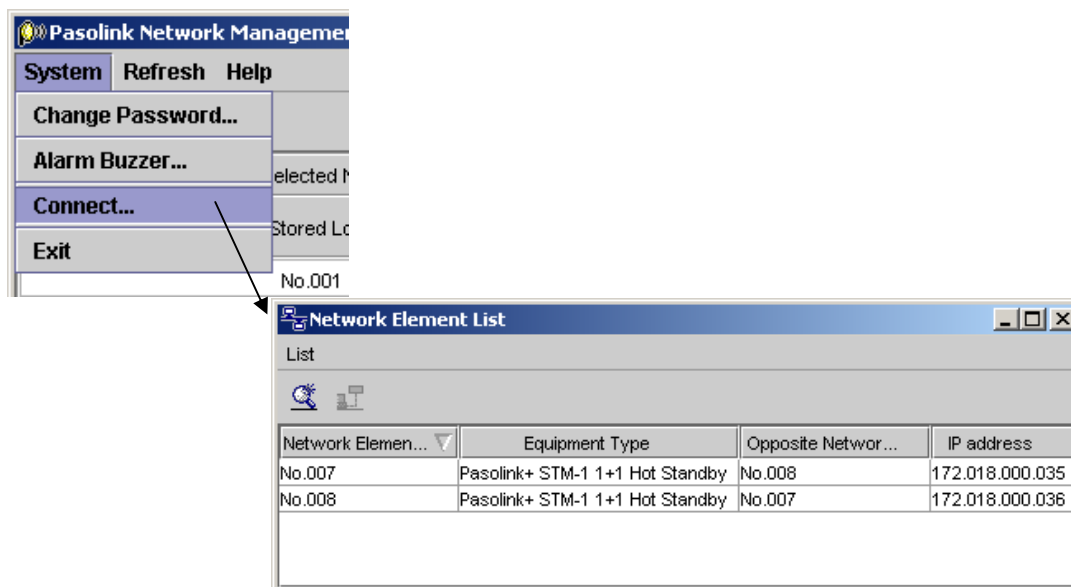 Pasolink Network Managemen
System Refresh Help
Change Password...
Alarm Buzzer...
elected N
Connect...
Stored Lo
Exit
No.001
Network Element List
List
Network Elemen... Equipment Type Opposite Networ... IP address
No.007 Pasolink+ STM-1 1+1 Hot Standby No.008 172.018.000.035
No.008 Pasolink+ STM-1 1+1 Hot Standby No.007 172.018.000.036